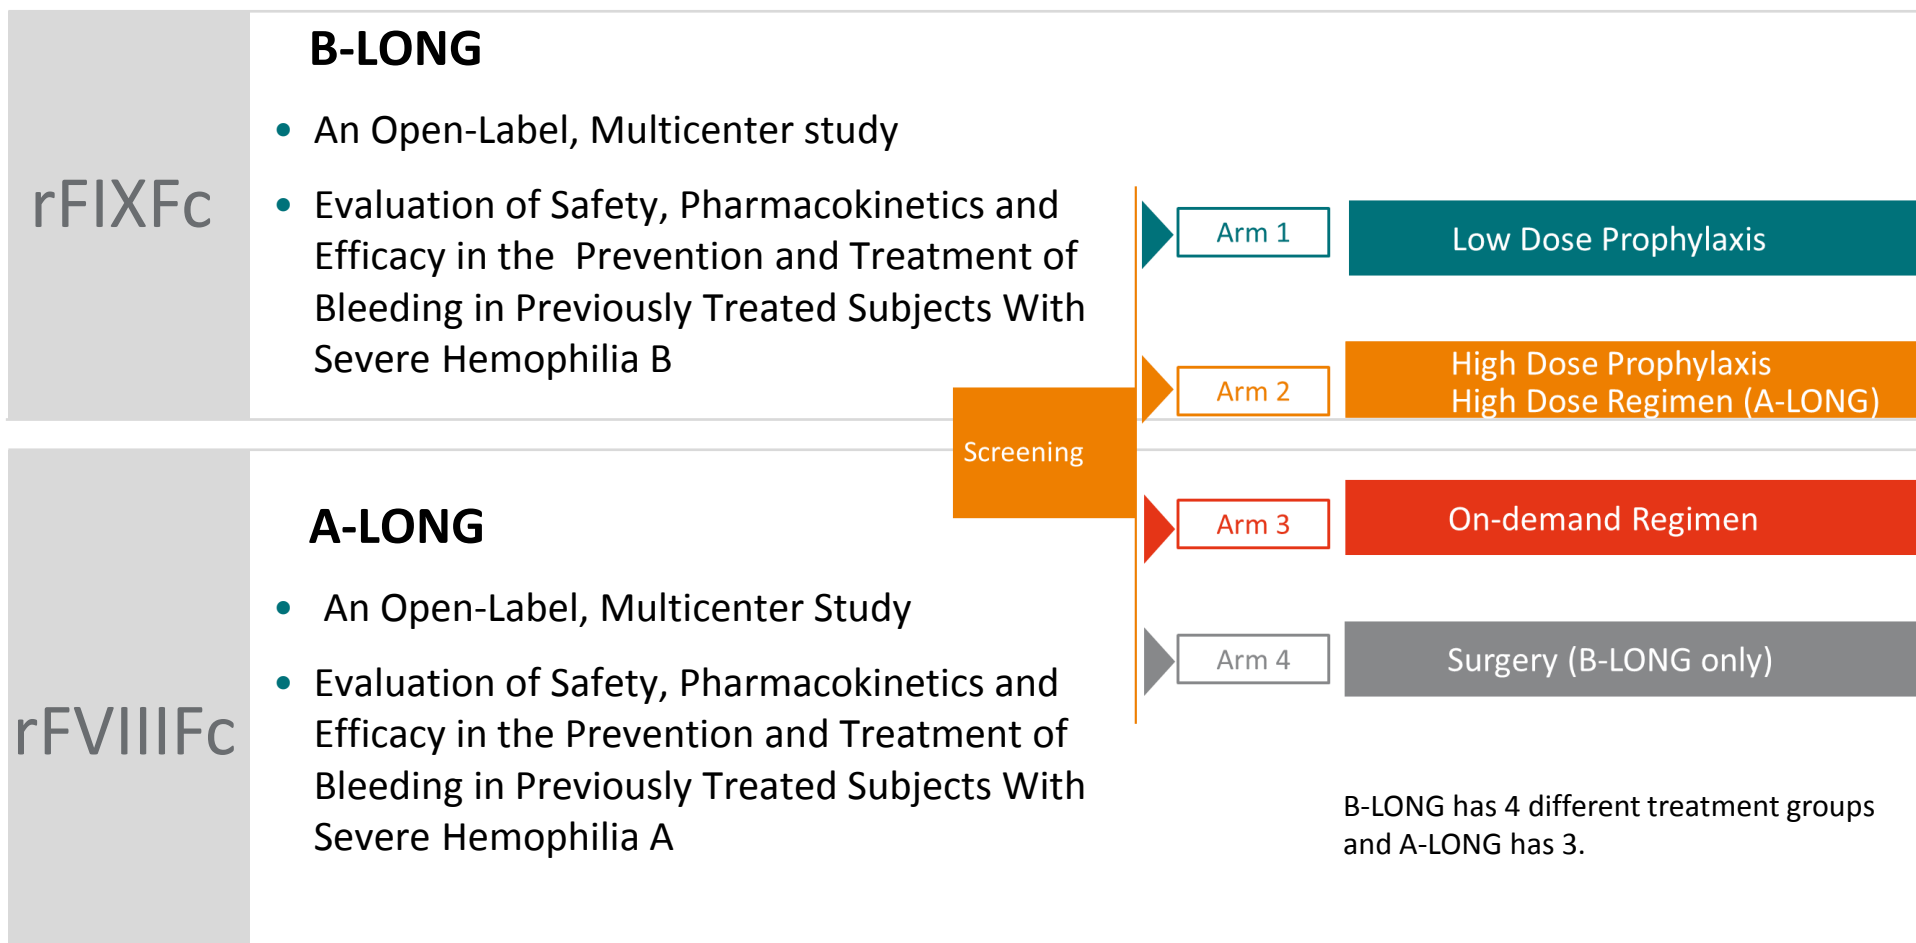 rFIXFc
B-LONG
• An Open-Label, Multicenter study
• Evaluation of Safety, Pharmacokinetics and
Efficacy in the  Prevention and Treatment of
Bleeding in Previously Treated Subjects With
Severe Hemophilia B
rFVIIIFc
A-LONG
• An Open-Label, Multicenter Study
• Evaluation of Safety, Pharmacokinetics and
Efficacy in the Prevention and Treatment of
Bleeding in Previously Treated Subjects With
Severe Hemophilia A
Screening
Arm 1
Low Dose Prophylaxis
Arm 2
High Dose Prophylaxis
High Dose Regimen (A-LONG)
Arm 3
On-demand Regimen
Arm 4
Surgery (B-LONG only)
B-LONG has 4 different treatment groups
and A-LONG has 3.